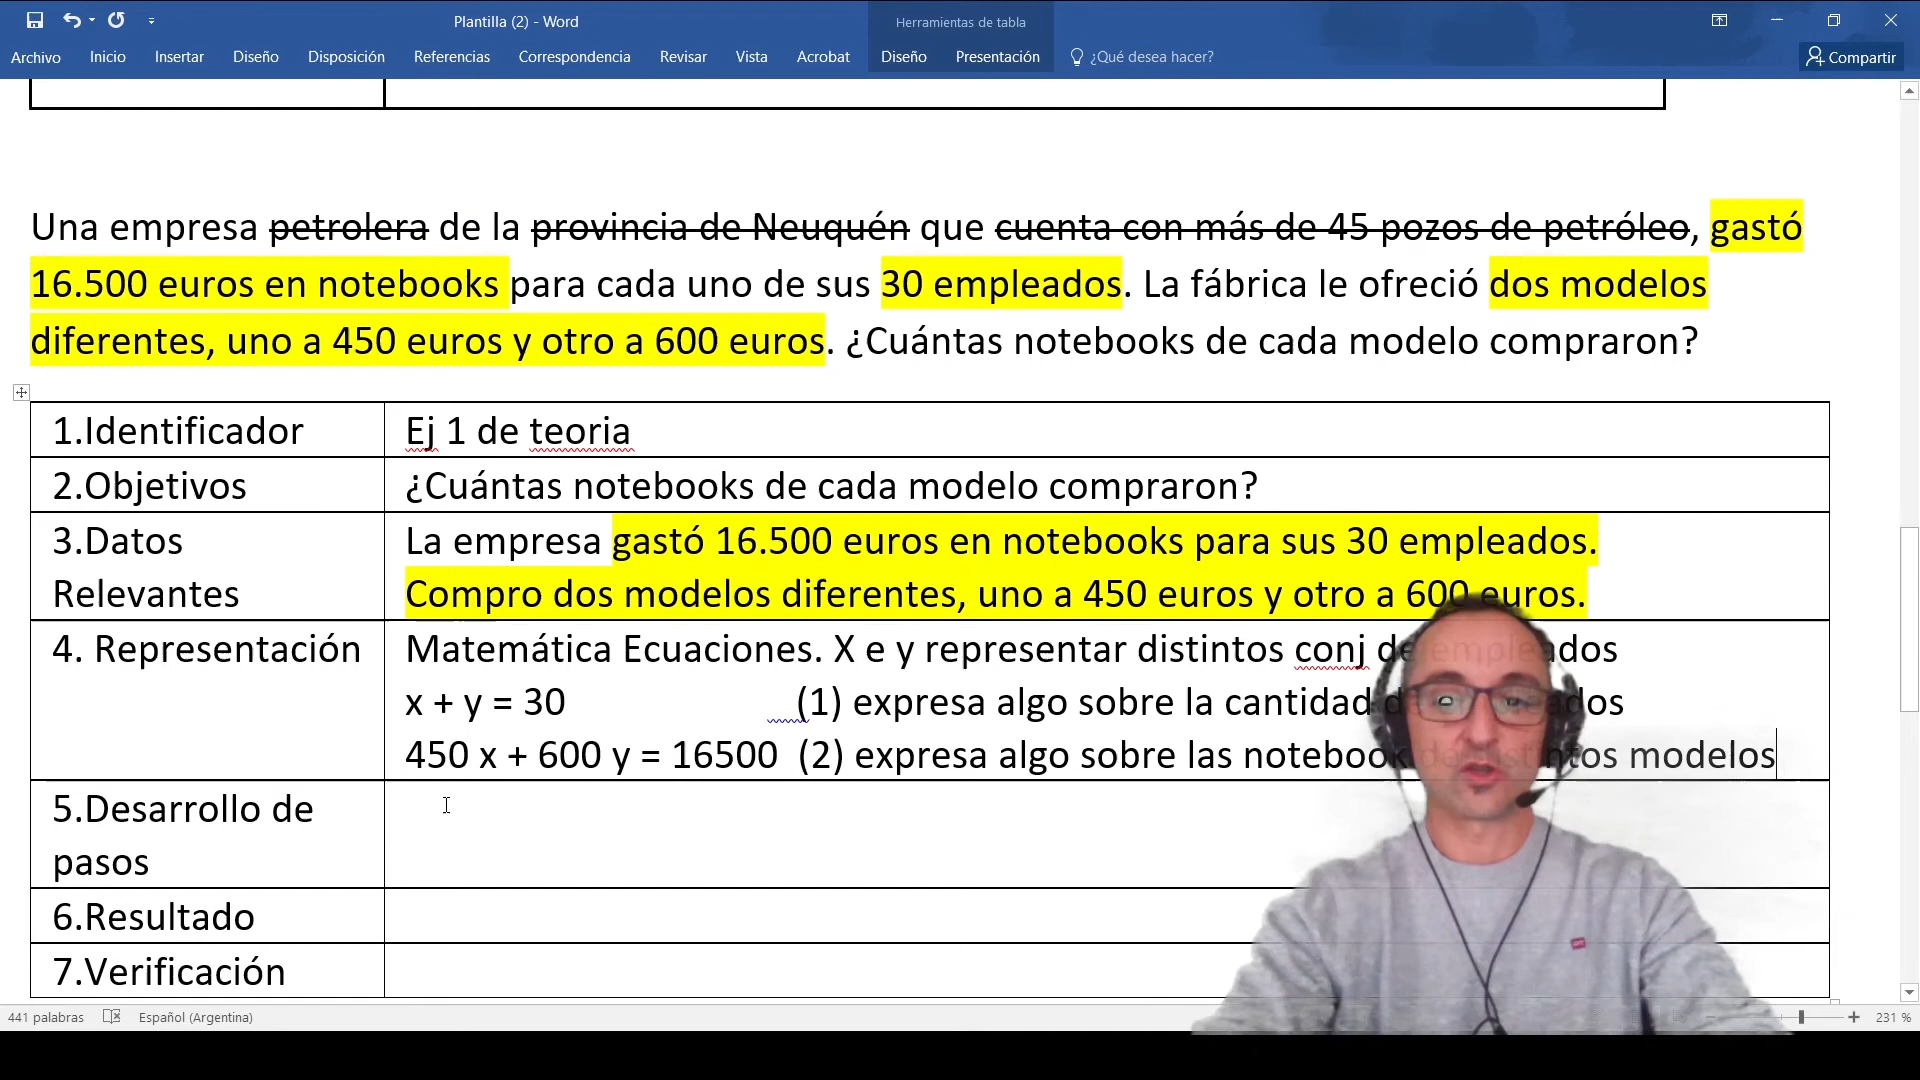 Plantilla (2) - Word
Herramientas de tabla
Archivo Inicio Insertar Diseño Disposición Referencias Correspondencia Revisar Vista Acrobat Diseño Presentación ¿Qué desea hacer? Compartir
Una empresa petrolera de la provincia de Neuquén que cuenta con más de 45 pozos de petróleo, gastó
16.500 euros en notebooks para cada uno de sus 30 empleados. La fábrica le ofreció dos modelos
diferentes, uno a 450 euros y otro a 600 euros. ¿Cuántas notebooks de cada modelo compraron?
1.Identificador Ej 1 de teoria
2.Objetivos ¿Cuántas notebooks de cada modelo compraron?
3.Datos La empresa gastó 16.500 euros en notebooks para sus 30 empleados.
Relevantes Compro dos modelos diferentes, uno a 450 euros y otro a 600 euros.
4. Representación Matemática Ecuaciones. X e y representar distintos conj de empleados
x + y = 30 (1) expresa algo sobre la cantidad
450 x + 600 y = 16500 (2) expresa algo sobre las notebook modelos
5.Desarrollo de
pasos
6.Resultado
7.Verificación
441 palabras Español (Argentina) 231 %